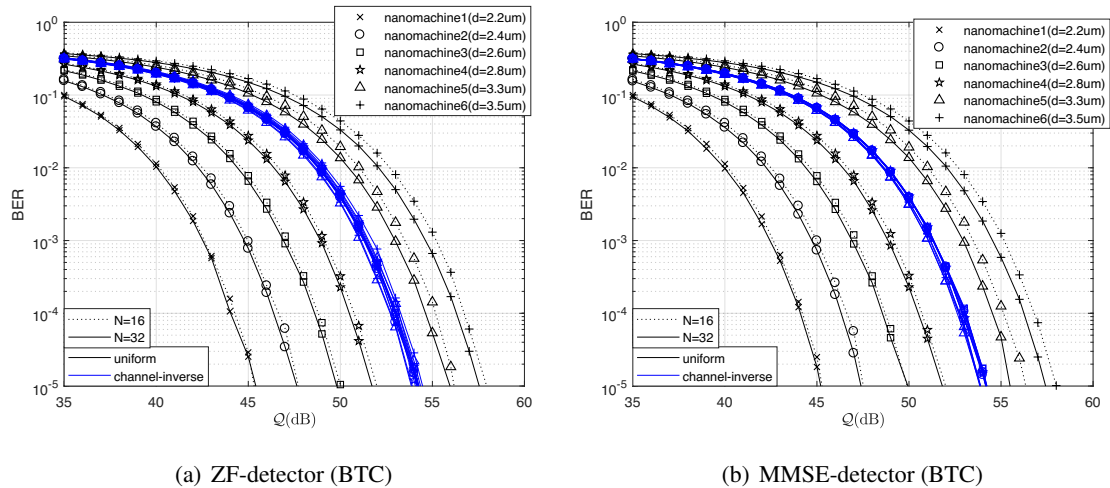 nanomachine1(d=2.2um)
nanomachine2(d=2.4um)
nanomachine3(d=2.6um)
nanomachine4(d=2.8um)
nanomachine5(d=3.3um)
nanomachine6(d=3.5um)
10^0
10^-1
10^-2
10^-3
10^-4
10^-5
BER
N=16
N=32
uniform
channel-inverse
35 40 45 50 55 60
Q(dB)
(a) ZF-detector (BTC)
nanomachine1(d=2.2um)
nanomachine2(d=2.4um)
nanomachine3(d=2.6um)
nanomachine4(d=2.8um)
nanomachine5(d=3.3um)
nanomachine6(d=3.5um)
10^0
10^-1
10^-2
10^-3
10^-4
10^-5
BER
N=16
N=32
uniform
channel-inverse
35 40 45 50 55 60
Q(dB)
(b) MMSE-detector (BTC)